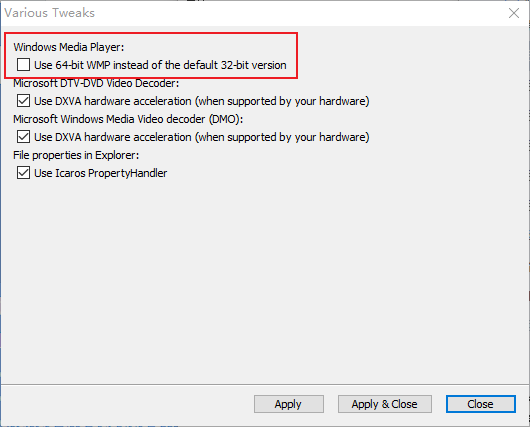 Various Tweaks
Windows Media Player:
Use 64-bit WMP instead of the default 32-bit version
Microsoft DTV-DVD Video Decoder:
Use DXVA hardware acceleration (when supported by your hardware)
Microsoft Windows Media Video decoder (DMO):
Use DXVA hardware acceleration (when supported by your hardware)
File properties in Explorer:
Use Icaros PropertyHandler
Apply Apply & Close Close